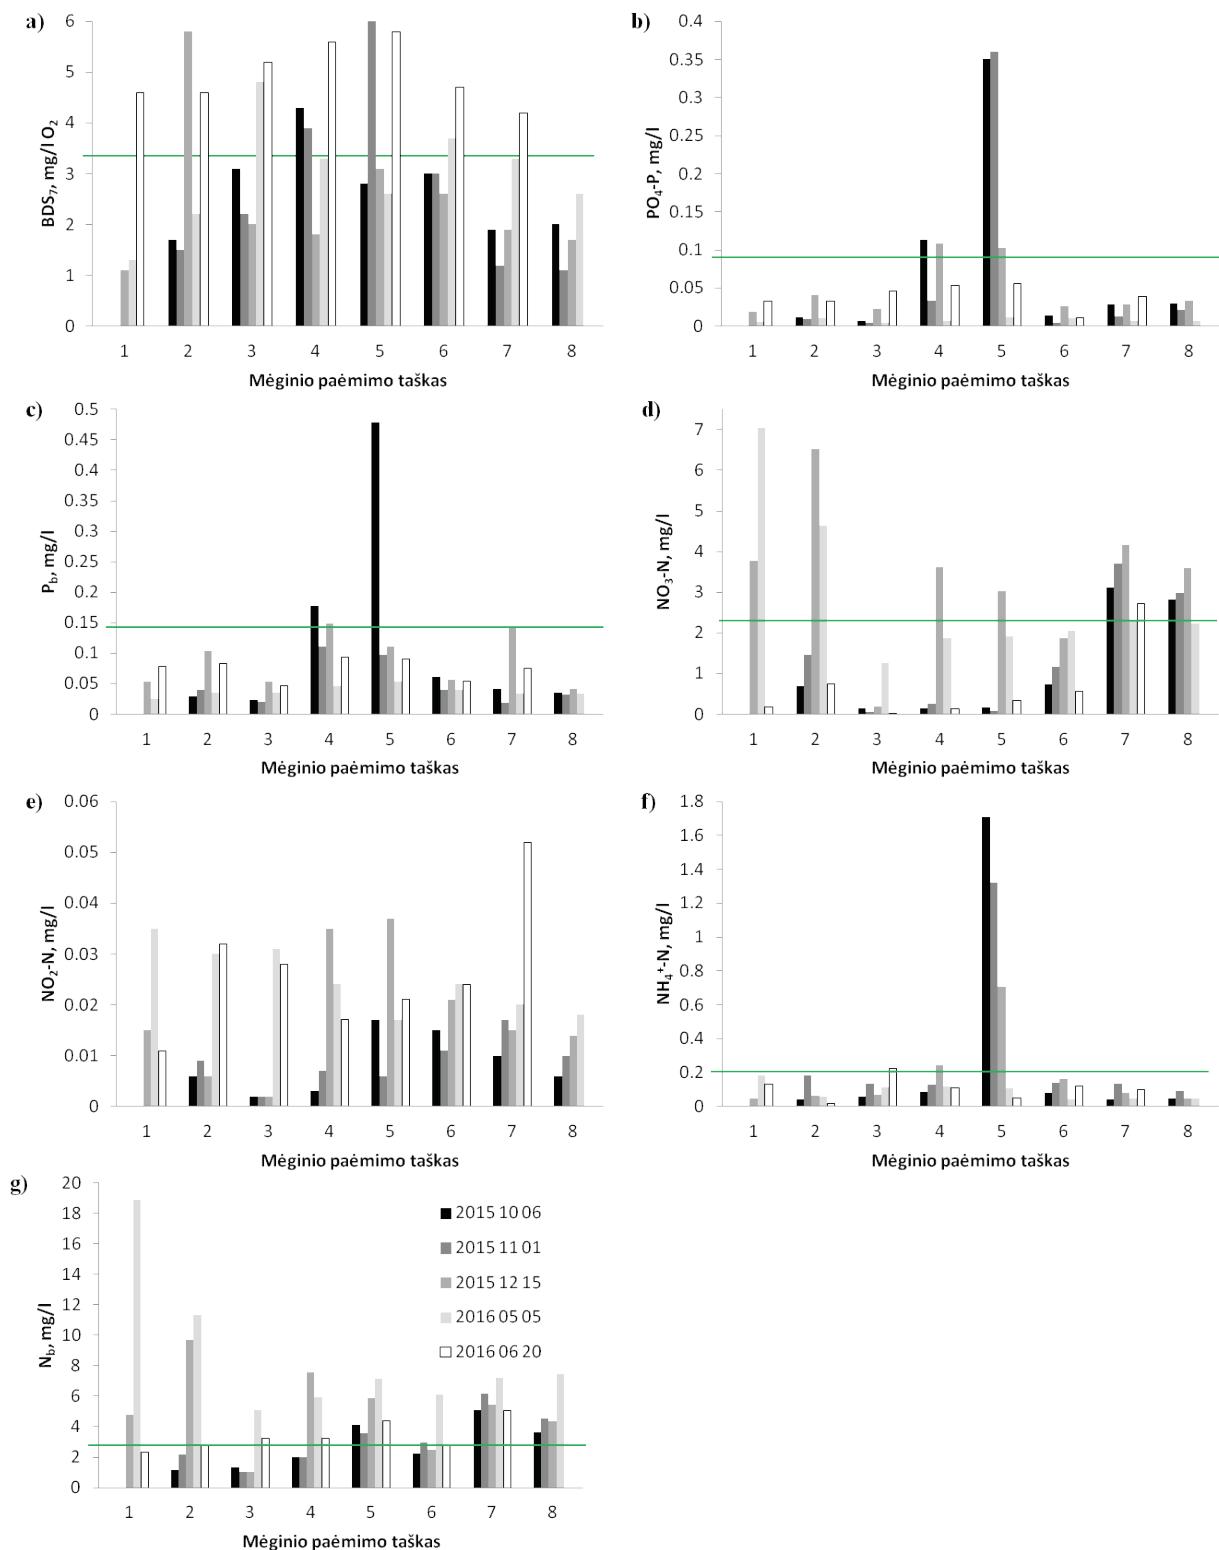 a)
6
5
4
3
2
1
0
BDS₇, mg/l O₂
1 2 3 4 5 6 7 8
Mėginio paėmimo taškas
b)
0.4
0.35
0.3
0.25
0.2
0.15
0.1
0.05
0
PO₄-P, mg/l
1 2 3 4 5 6 7 8
Mėginio paėmimo taškas
c)
0.5
0.45
0.4
0.35
0.3
0.25
0.2
0.15
0.1
0.05
0
P_b, mg/l
1 2 3 4 5 6 7 8
Mėginio paėmimo taškas
d)
7
6
5
4
3
2
1
0
NO₃-N, mg/l
1 2 3 4 5 6 7 8
Mėginio paėmimo taškas
e)
0.06
0.05
0.04
0.03
0.02
0.01
0
NO₂-N, mg/l
1 2 3 4 5 6 7 8
Mėginio paėmimo taškas
f)
1.8
1.6
1.4
1.2
1
0.8
0.6
0.4
0.2
0
NH₄⁺-N, mg/l
1 2 3 4 5 6 7 8
Mėginio paėmimo taškas
g)
20
18
16
14
12
10
8
6
4
2
0
N_b, mg/l
2015 10 06
2015 11 01
2015 12 15
2016 05 05
2016 06 20
1 2 3 4 5 6 7 8
Mėginio paėmimo taškas